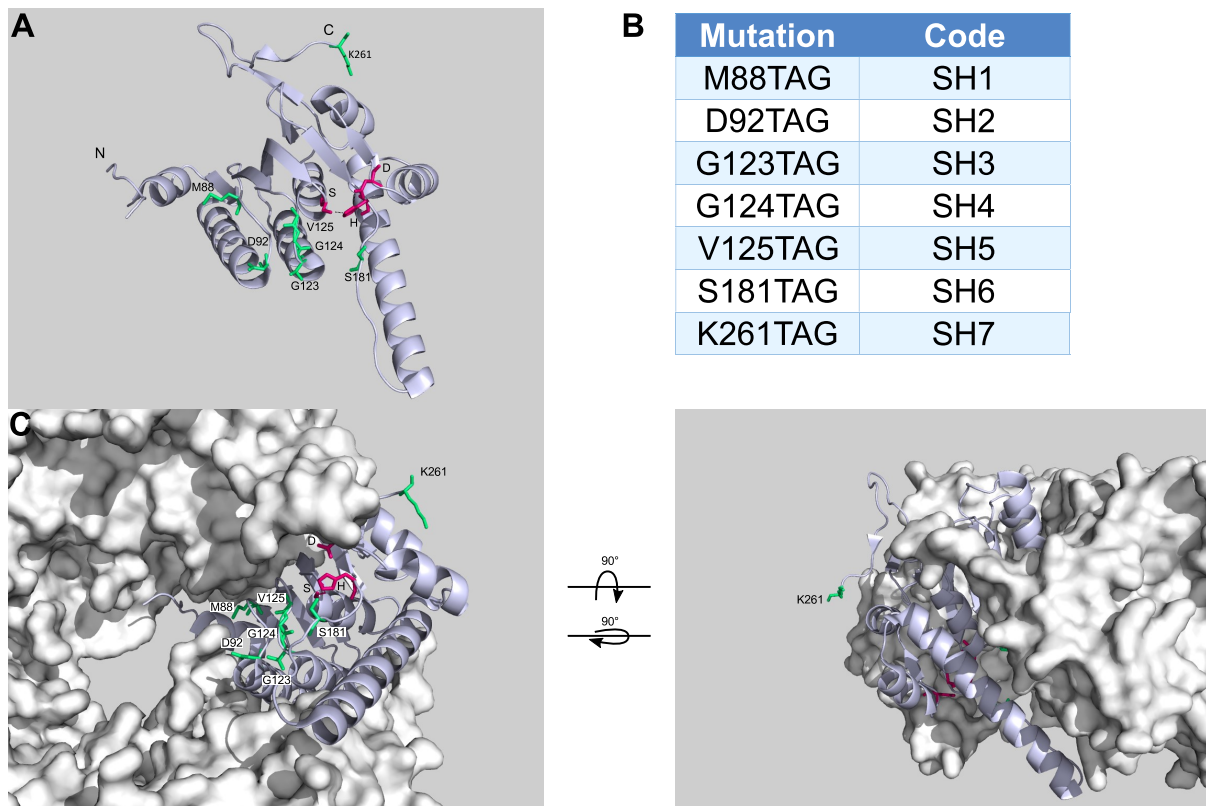 A
C
K261
N
M88
D
S
H
V125
D92
G124
S181
G123
B
Mutation Code
M88TAG SH1
D92TAG SH2
G123TAG SH3
G124TAG SH4
V125TAG SH5
S181TAG SH6
K261TAG SH7
C
K261
D
S
H
V125
M88
G124
S181
D92
G123
90°
90°
K261